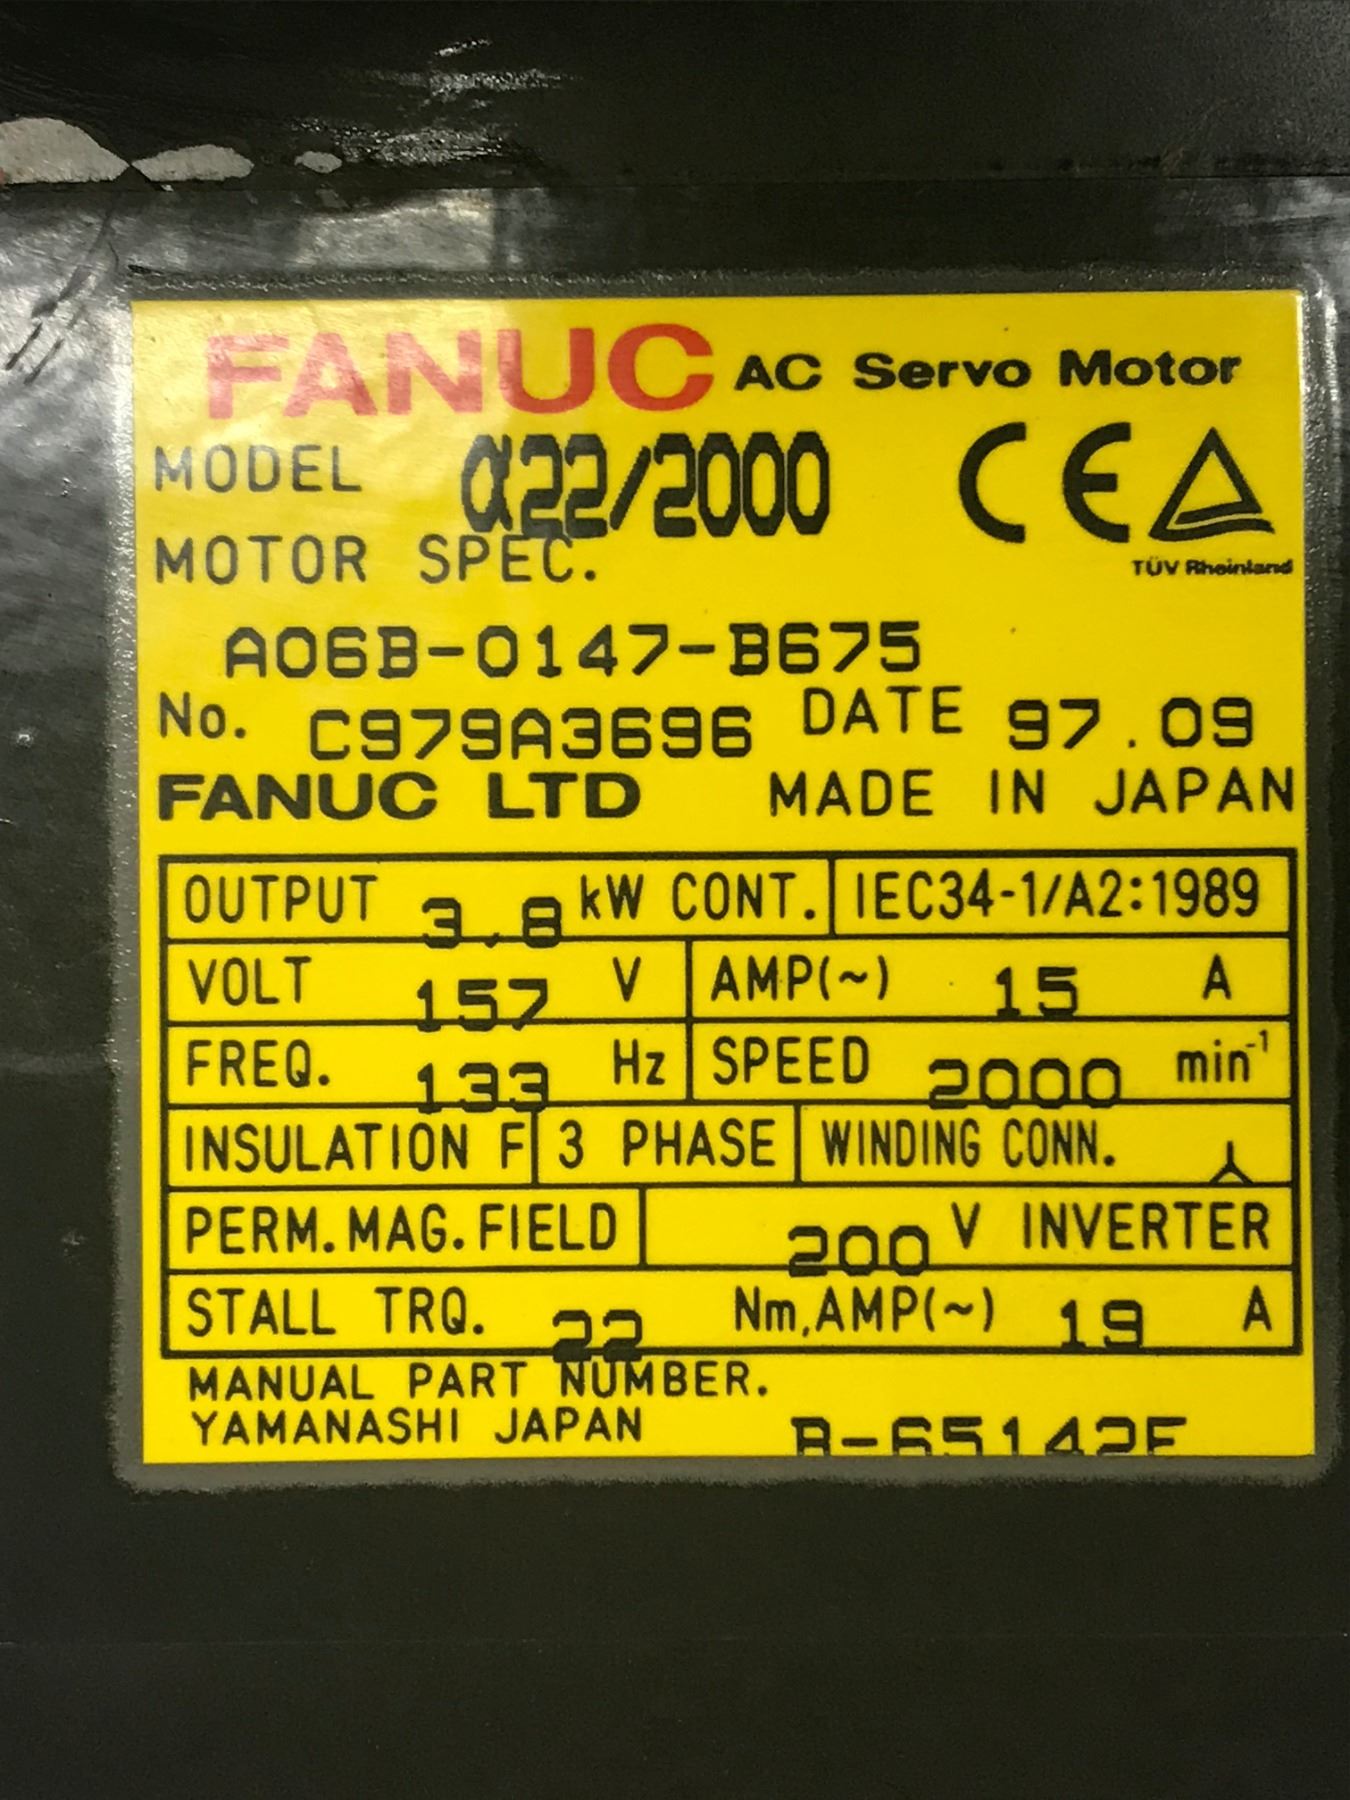 FANUC AC Servo Motor
MODEL α22/2000 CE
MOTOR SPEC.
TÜV Rheinland
A06B-0147-B675
No. C979A3696 DATE 97.09
FANUC LTD MADE IN JAPAN
OUTPUT 3.8 kW CONT. IEC34-1/A2:1989
VOLT 157 V AMP(~) 15 A
FREQ. 133 Hz SPEED 2000 min⁻¹
INSULATION F 3 PHASE WINDING CONN.
PERM.MAG.FIELD 200 V INVERTER
STALL TRQ. 22 Nm,AMP(~) 19 A
MANUAL PART NUMBER.
YAMANASHI JAPAN